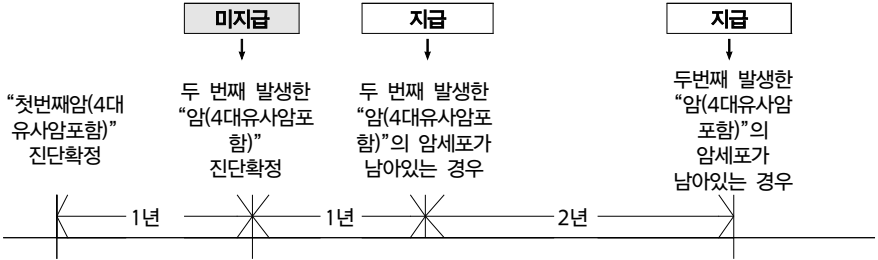 미지급
지급
지급
“첫번째암(4대
유사암포함)”
진단확정
두 번째 발생한
“암(4대유사암포
함)”
진단확정
두 번째 발생한
“암(4대유사암포
함)”의 암세포가
남아있는 경우
두번째 발생한
“암(4대유사암
포함)”의
암세포가
남아있는 경우
1년
1년
2년